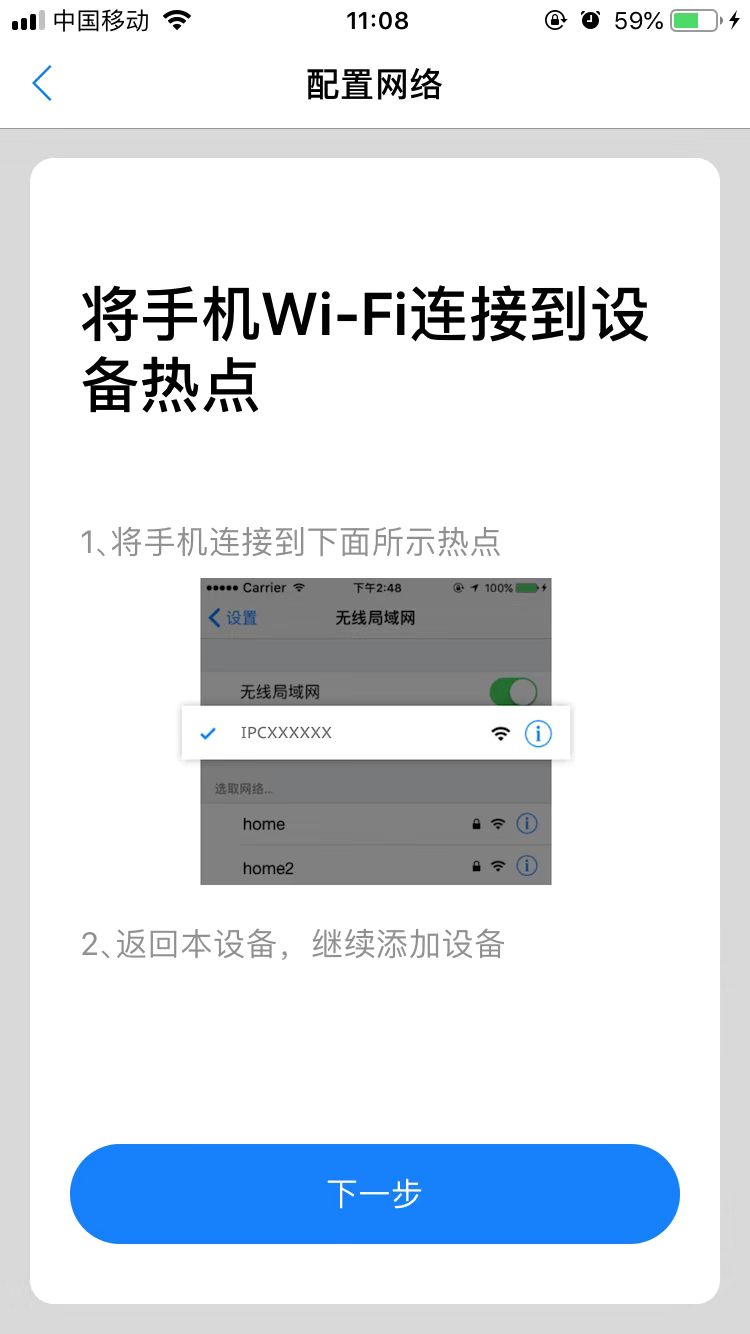 中国移动 11:08 59%
配置网络
将手机Wi-Fi连接到设
备热点
1、将手机连接到下面所示热点
Carrier 下午2:48 100%
设置 无线局域网
无线局域网
IPCXXXXXX
选取网络...
home
home2
2、返回本设备，继续添加设备
下一步